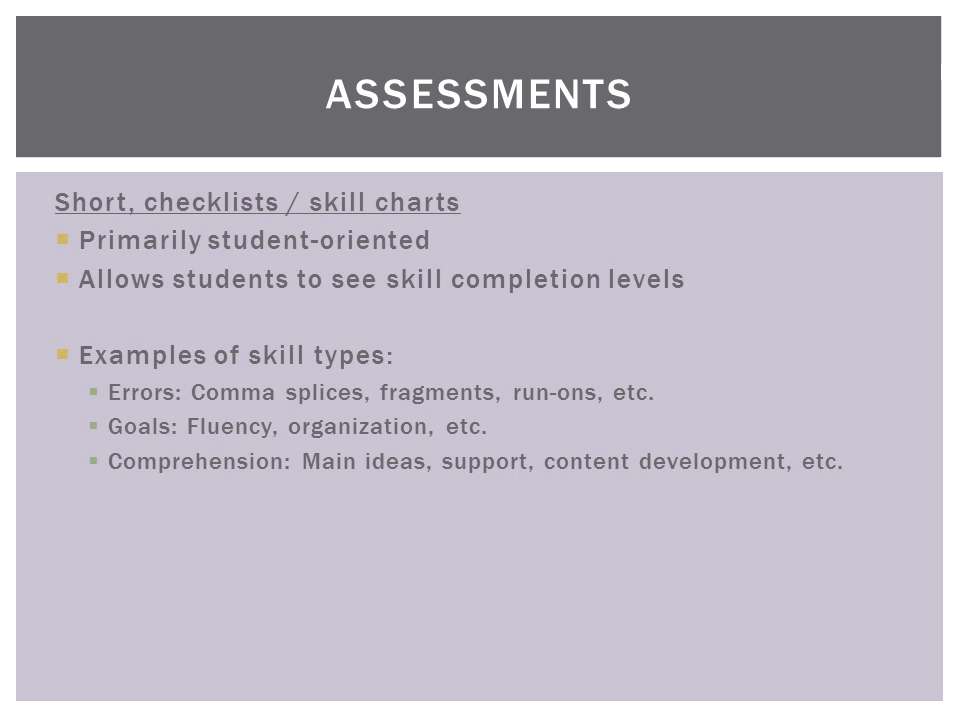 ASSESSMENTS
Short, checklists / skill charts
Primarily student-oriented
Allows students to see skill completion levels
Examples of skill types:
Errors: Comma splices, fragments, run-ons, etc.
Goals: Fluency, organization, etc.
Comprehension: Main ideas, support, content development, etc.